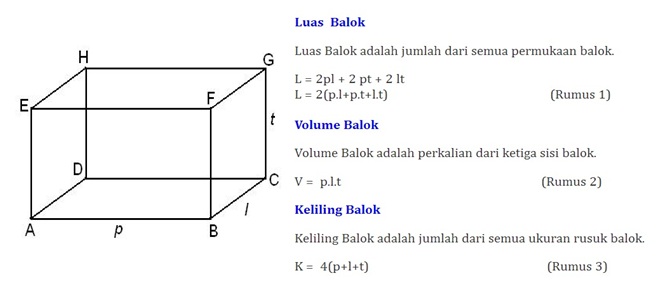 Luas Balok
Luas Balok adalah jumlah dari semua permukaan balok.
L = 2pl + 2 pt + 2 lt
L = 2(p.l+p.t+l.t) (Rumus 1)
Volume Balok
Volume Balok adalah perkalian dari ketiga sisi balok.
V = p.l.t (Rumus 2)
Keliling Balok
Keliling Balok adalah jumlah dari semua ukuran rusuk balok.
K = 4(p+l+t) (Rumus 3)
H
G
E
F
t
D
C
l
A
p
B